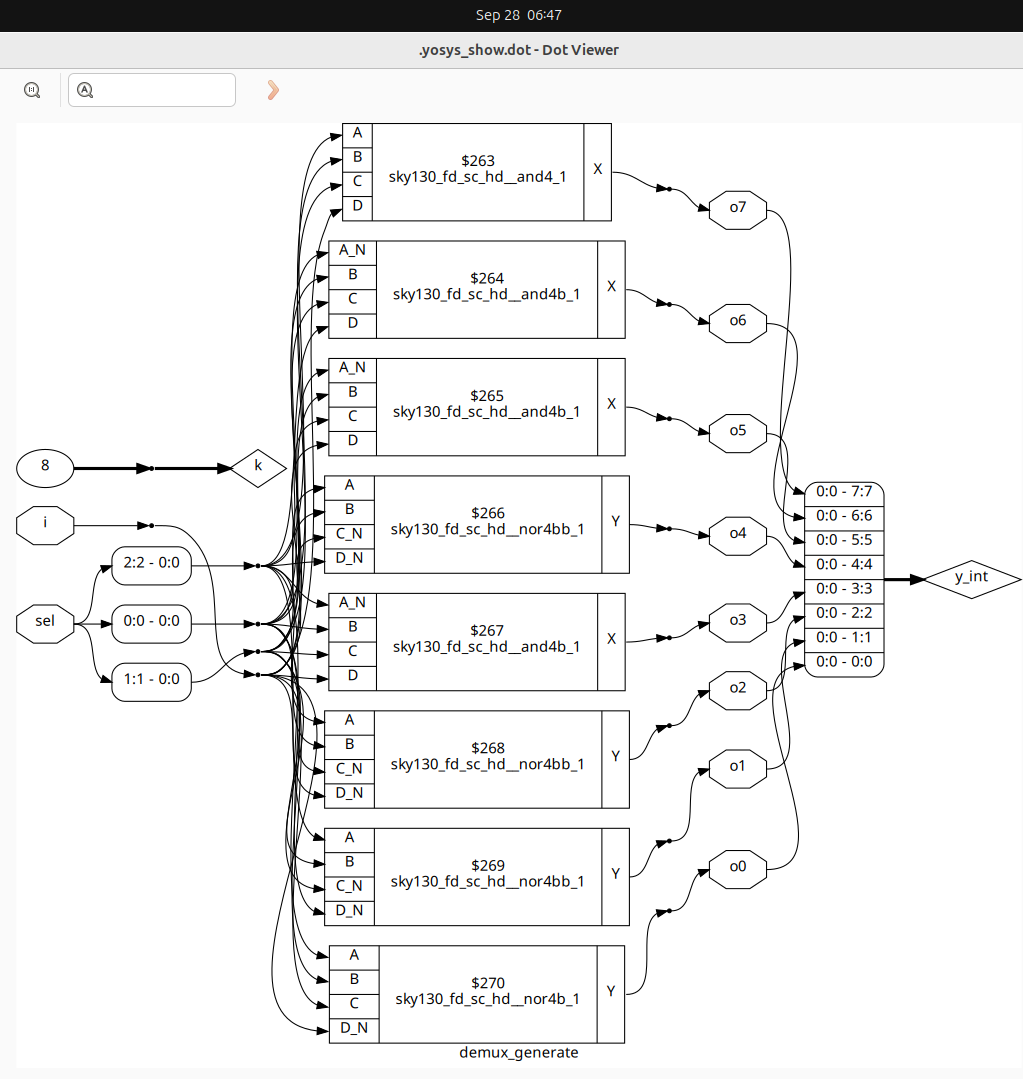 Sep 28 06:47
.yosys_show.dot - Dot Viewer
A
B
C
D
$263
sky130_fd_sc_hd__and4_1
X
o7
A_N
B
C
D
$264
sky130_fd_sc_hd__and4b_1
X
o6
A_N
B
C
D
$265
sky130_fd_sc_hd__and4b_1
X
o5
8
k
A
B
C_N
D_N
$266
sky130_fd_sc_hd__nor4bb_1
Y
o4
i
sel
2:2 - 0:0
0:0 - 0:0
1:1 - 0:0
A_N
B
C
D
$267
sky130_fd_sc_hd__and4b_1
X
o3
0:0 - 7:7
0:0 - 6:6
0:0 - 5:5
0:0 - 4:4
0:0 - 3:3
0:0 - 2:2
0:0 - 1:1
0:0 - 0:0
y_int
A
B
C_N
D_N
$268
sky130_fd_sc_hd__nor4bb_1
Y
o2
A
B
C_N
D_N
$269
sky130_fd_sc_hd__nor4bb_1
Y
o1
A
B
C
D_N
$270
sky130_fd_sc_hd__nor4b_1
Y
o0
demux_generate